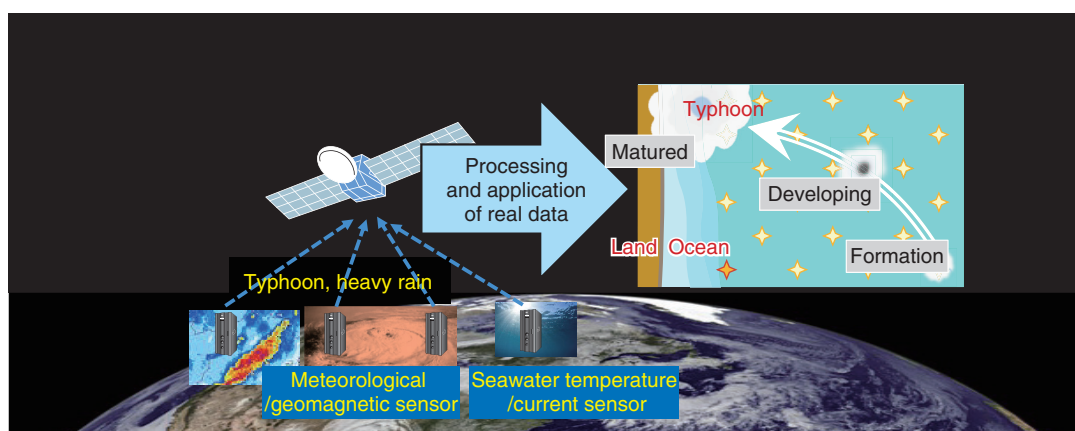 Typhoon
Matured
Processing
and application
of real data
Developing
Land Ocean
Formation
Typhoon, heavy rain
Meteorological
/geomagnetic sensor
Seawater temperature
/current sensor